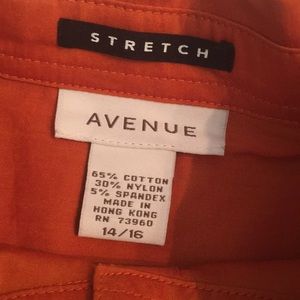 STRETCH
AVENUE
65% COTTON
30% NYLON
5% SPANDEX
MADE IN
HONG KONG
RN 73960
14/16